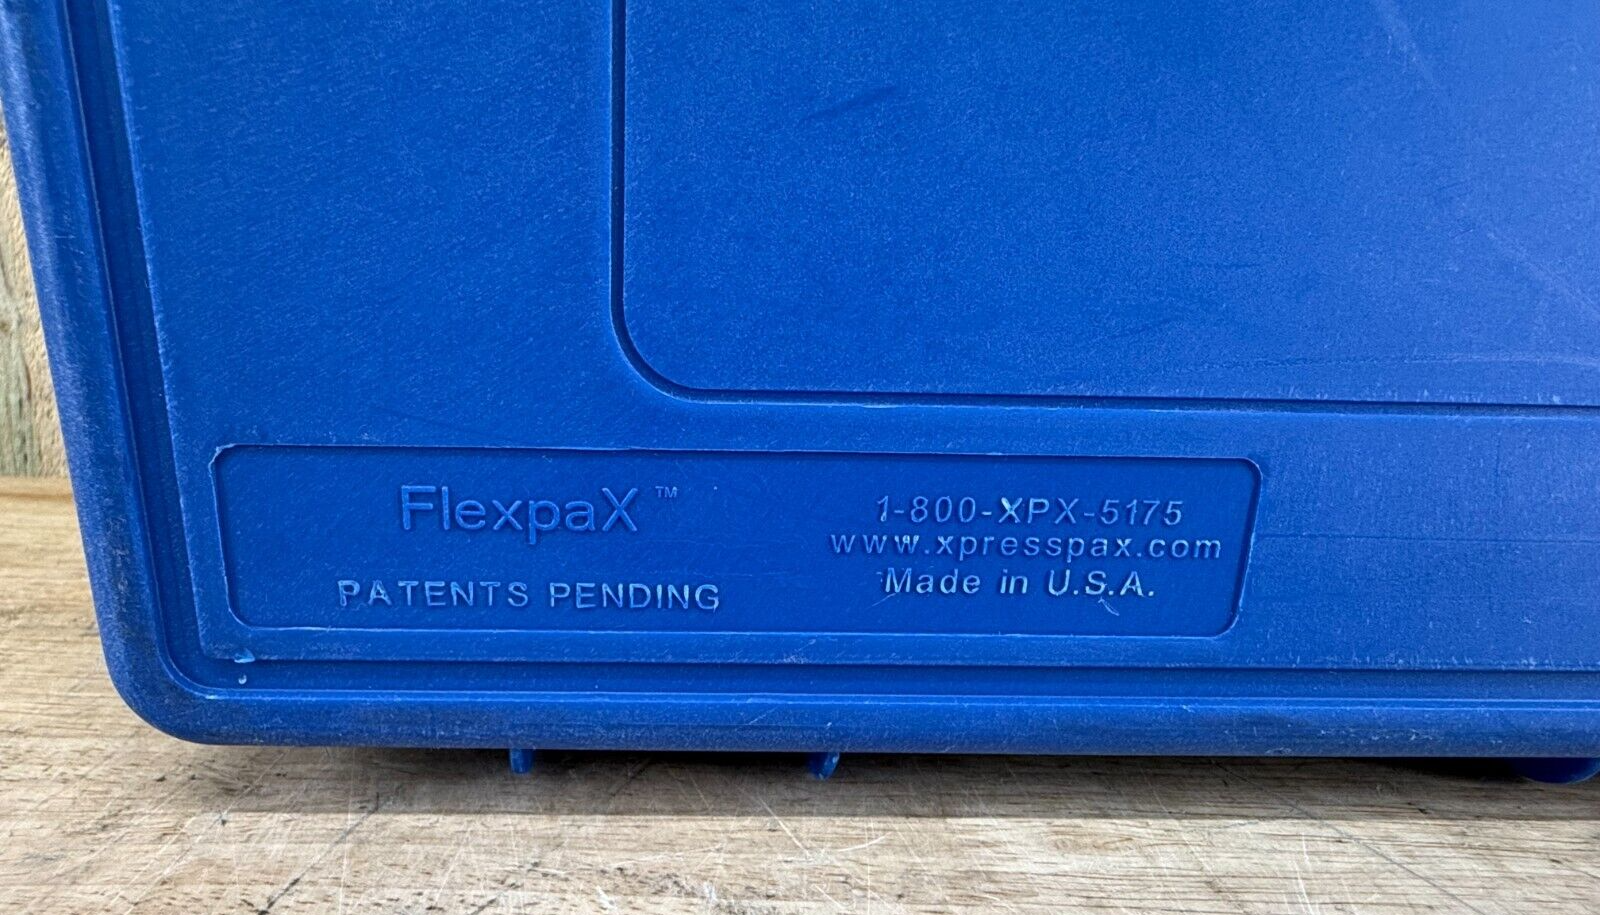 FlexpaX™
PATENTS PENDING
1-800-XPX-5175
www.xpresspax.com
Made in U.S.A.